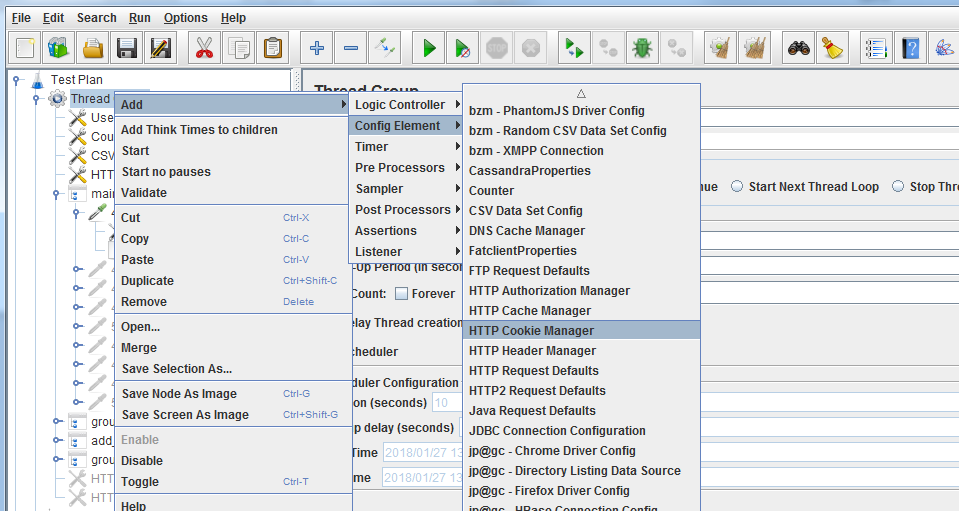 File Edit Search Run Options Help
Test Plan
Thread
Use
Cou
CSV
HTT
mai
grou
add_
grou
HTT
HTT
Add
Add Think Times to children
Start
Start no pauses
Validate
Cut Ctrl-X
Copy Ctrl-C
Paste Ctrl-V
Duplicate Ctrl+Shift-C
Remove Delete
Open...
Merge
Save Selection As...
Save Node As Image Ctrl-G
Save Screen As Image Ctrl+Shift-G
Enable
Disable
Toggle Ctrl-T
Help
Logic Controller
Config Element
Timer
Pre Processors
Sampler
Post Processors
Assertions
Listener
bzm - PhantomJS Driver Config
bzm - Random CSV Data Set Config
bzm - XMPP Connection
CassandraProperties
Counter
CSV Data Set Config
DNS Cache Manager
FatclientProperties
FTP Request Defaults
HTTP Authorization Manager
HTTP Cache Manager
HTTP Cookie Manager
HTTP Header Manager
HTTP Request Defaults
HTTP2 Request Defaults
Java Request Defaults
JDBC Connection Configuration
jp@gc - Chrome Driver Config
jp@gc - Directory Listing Data Source
jp@gc - Firefox Driver Config
jp@gc - HBase Connection Config
Thread Group
nue Start Next Thread Loop Stop Thre
-Up Period (in secon
Count: Forever
elay Thread creation
cheduler
duler Configuration
on (seconds) 10
p delay (seconds)
Time 2018/01/27 13
me 2018/01/27 13